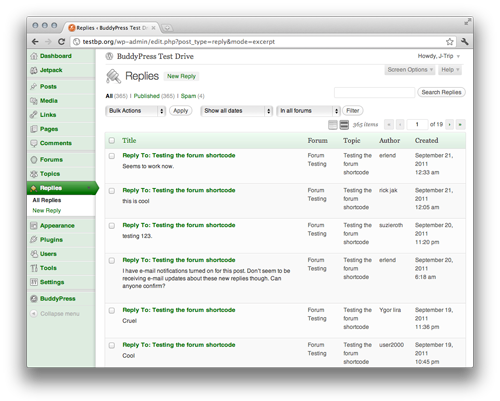 Replies ‹ BuddyPress Test Dr
testbp.org/wp-admin/edit.php?post_type=reply&mode=excerpt
Dashboard
Jetpack
Posts
Media
Links
Pages
Comments
Forums
Topics
Replies
All Replies
New Reply
Appearance
Plugins
Users
Tools
Settings
BuddyPress
Collapse menu
BuddyPress Test Drive
Howdy, J-Trip
Screen Options
Help
Replies
New Reply
All (365) | Published (365) | Spam (4)
Search Replies
Bulk Actions
Apply
Show all dates
In all forums
Filter
365 items « ‹ 1 of 19 › »
Title Forum Topic Author Created
Reply To: Testing the forum shortcode
Seems to work now.
Forum
Testing
Testing the
forum
shortcode
erlend
September 21,
2011
12:33 am
Reply To: Testing the forum shortcode
this is cool
Forum
Testing
Testing the
forum
shortcode
rick jak
September 21,
2011
12:05 am
Reply To: Testing the forum shortcode
testing 123.
Forum
Testing
Testing the
forum
shortcode
suzieroth
September 20,
2011
11:20 pm
Reply To: Testing the forum shortcode
I have e-mail notifications turned on for this post. Don't seem to be
receiving e-mail updates about these new replies though. Can
anyone confirm?
Forum
Testing
Testing the
forum
shortcode
erlend
September 20,
2011
6:18 am
Reply To: Testing the forum shortcode
Cruel
Forum
Testing
Testing the
forum
shortcode
Ygor lira
September 19,
2011
11:36 pm
Reply To: Testing the forum shortcode
Cool
Forum
Testing
Testing the
forum
shortcode
user2000
September 19,
2011
10:45 pm